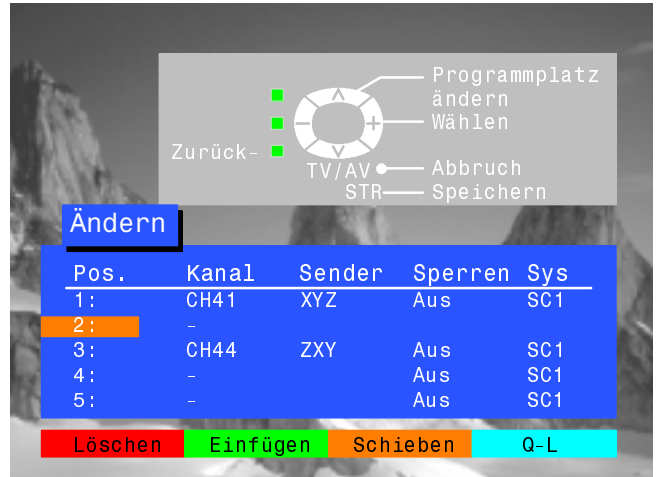 Programmplatz
ändern
Wählen
Zurück-
TV/AV Abbruch
STR Speichern
Ändern
Pos. Kanal Sender Sperren Sys
1: CH41 XYZ Aus SC1
2: -
3: CH44 ZXY Aus SC1
4: - Aus SC1
5: - Aus SC1
Löschen Einfügen Schieben Q-L